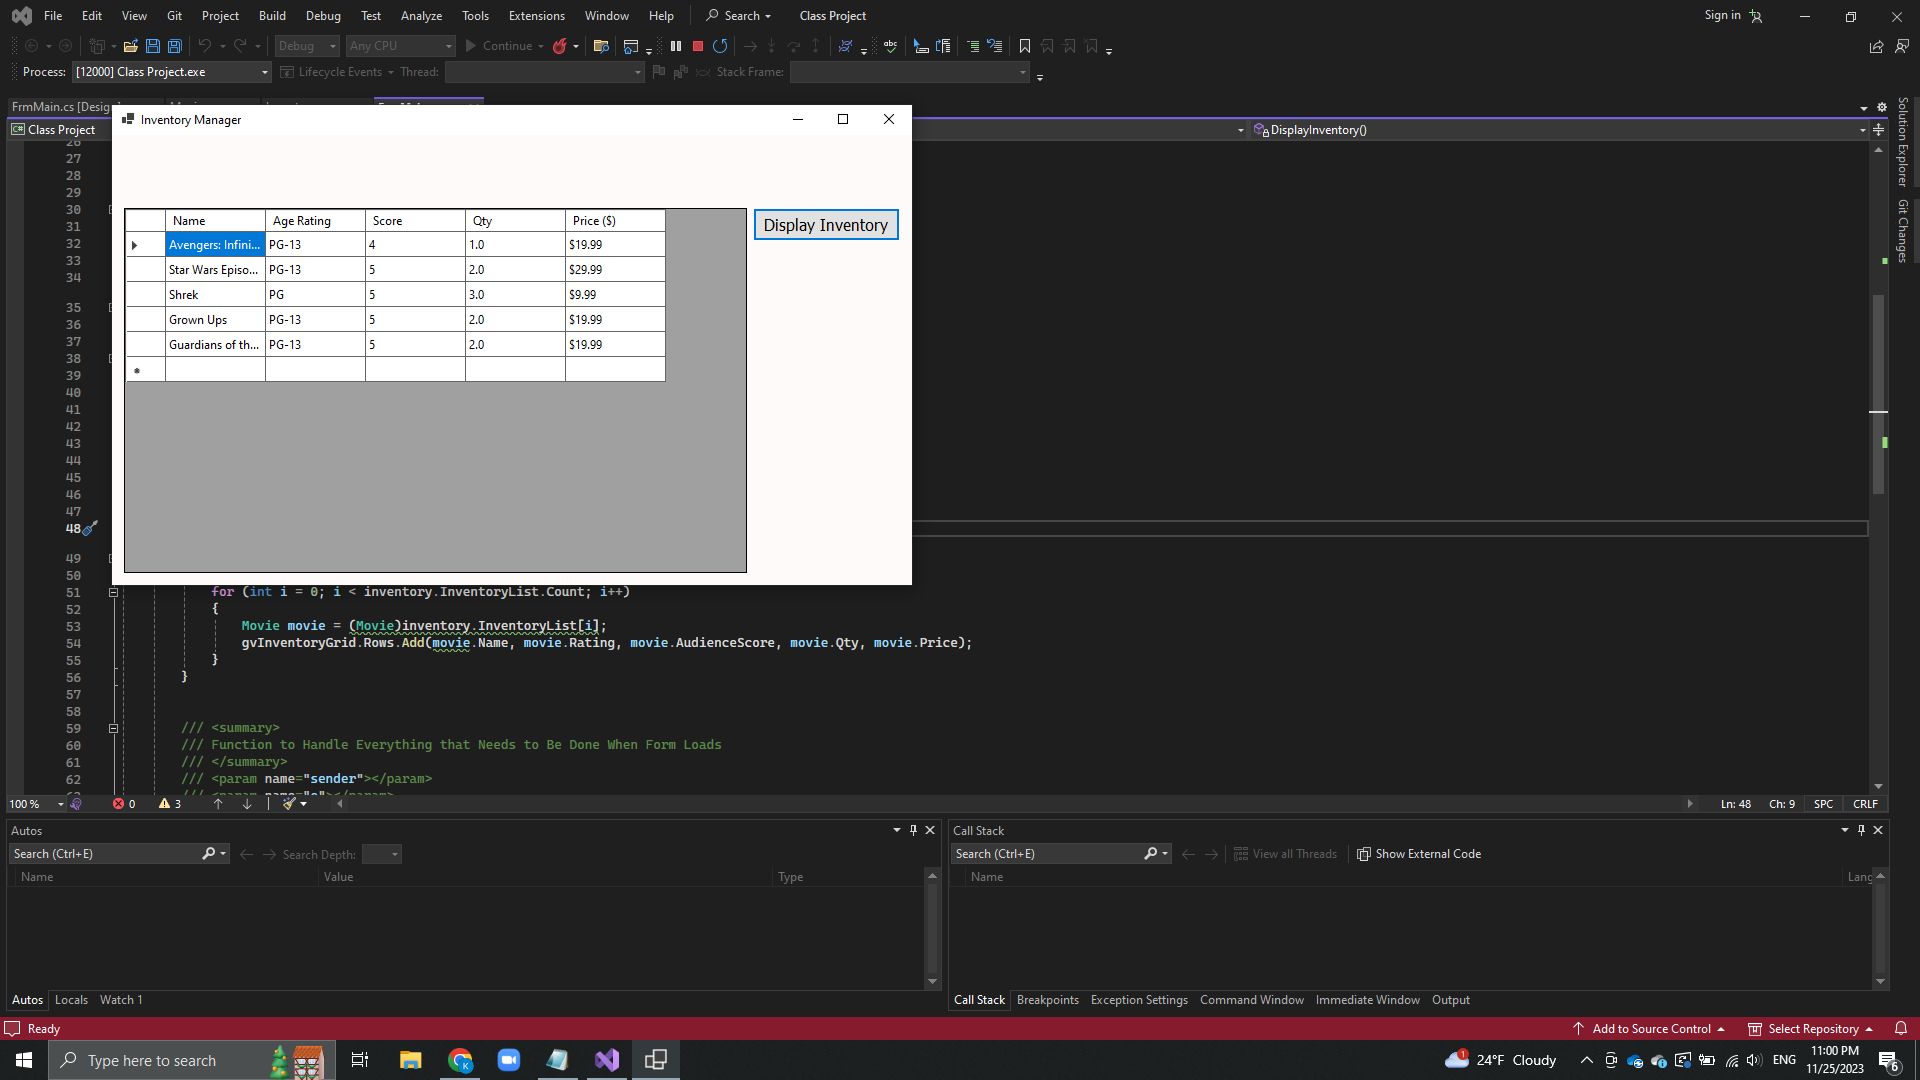 File Edit View Git Project Build Debug Test Analyze Tools Extensions Window Help Search Class Project Sign in
Debug Any CPU Continue
Process: [12000] Class Project.exe Lifecycle Events Thread: Stack Frame:
FrmMain.cs [Design]
Class Project DisplayInventory()
Inventory Manager
Name Age Rating Score Qty Price ($)
Avengers: Infini... PG-13 4 1.0 $19.99
Star Wars Episo... PG-13 5 2.0 $29.99
Shrek PG 5 3.0 $9.99
Grown Ups PG-13 5 2.0 $19.99
Guardians of th... PG-13 5 2.0 $19.99
*
Display Inventory
Solution Explorer
Git Changes
26
27
28
29
30
31
32
33
34
35
36
37
38
39
40
41
42
43
44
45
46
47
48
49
50
51 for (int i = 0; i < inventory.InventoryList.Count; i++)
52 {
53 Movie movie = (Movie)inventory.InventoryList[i];
54 gvInventoryGrid.Rows.Add(movie.Name, movie.Rating, movie.AudienceScore, movie.Qty, movie.Price);
55 }
56 }
57
58
59 /// <summary>
60 /// Function to Handle Everything that Needs to Be Done When Form Loads
61 /// </summary>
62 /// <param name="sender"></param>
/// <param name="e"></param>
100 % 0 3 Ln: 48 Ch: 9 SPC CRLF
Autos
Search (Ctrl+E) Search Depth:
Name Value Type
Autos Locals Watch 1
Call Stack
Search (Ctrl+E) View all Threads Show External Code
Name Lang
Call Stack Breakpoints Exception Settings Command Window Immediate Window Output
Ready Add to Source Control Select Repository
Type here to search 1 24°F Cloudy ENG 11:00 PM
11/25/2023 6